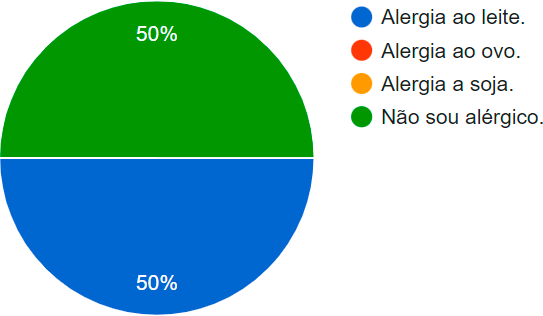 50%
50%
Alergia ao leite.
Alergia ao ovo.
Alergia a soja.
Não sou alérgico.